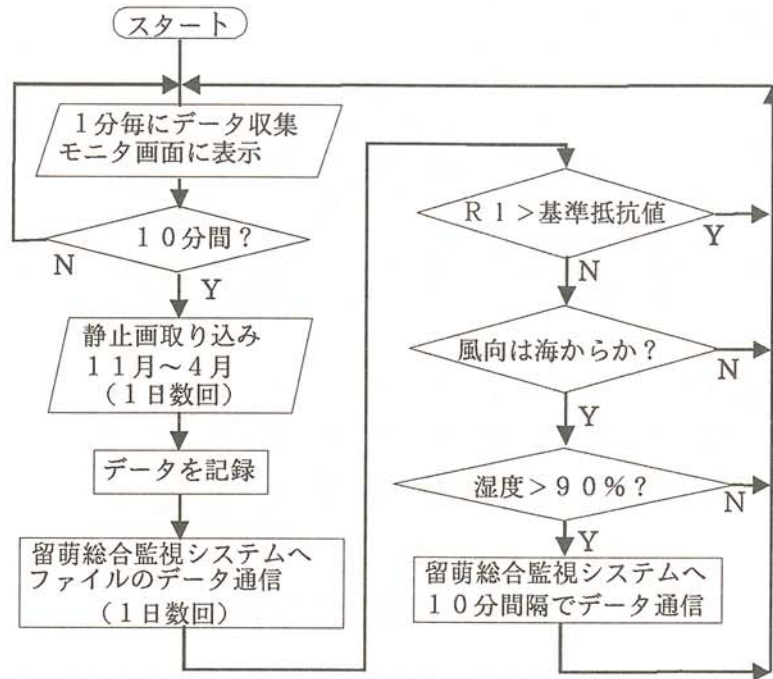 スタート
1分毎にデータ収集
モニタ画面に表示
10分間?
N
Y
静止画取り込み
11月～4月
(1日数回)
データを記録
留萌総合監視システムへ
ファイルのデータ通信
(1日数回)
R1>基準抵抗値
Y
N
風向は海からか?
N
Y
湿度>90%?
N
Y
留萌総合監視システムへ
10分間隔でデータ通信